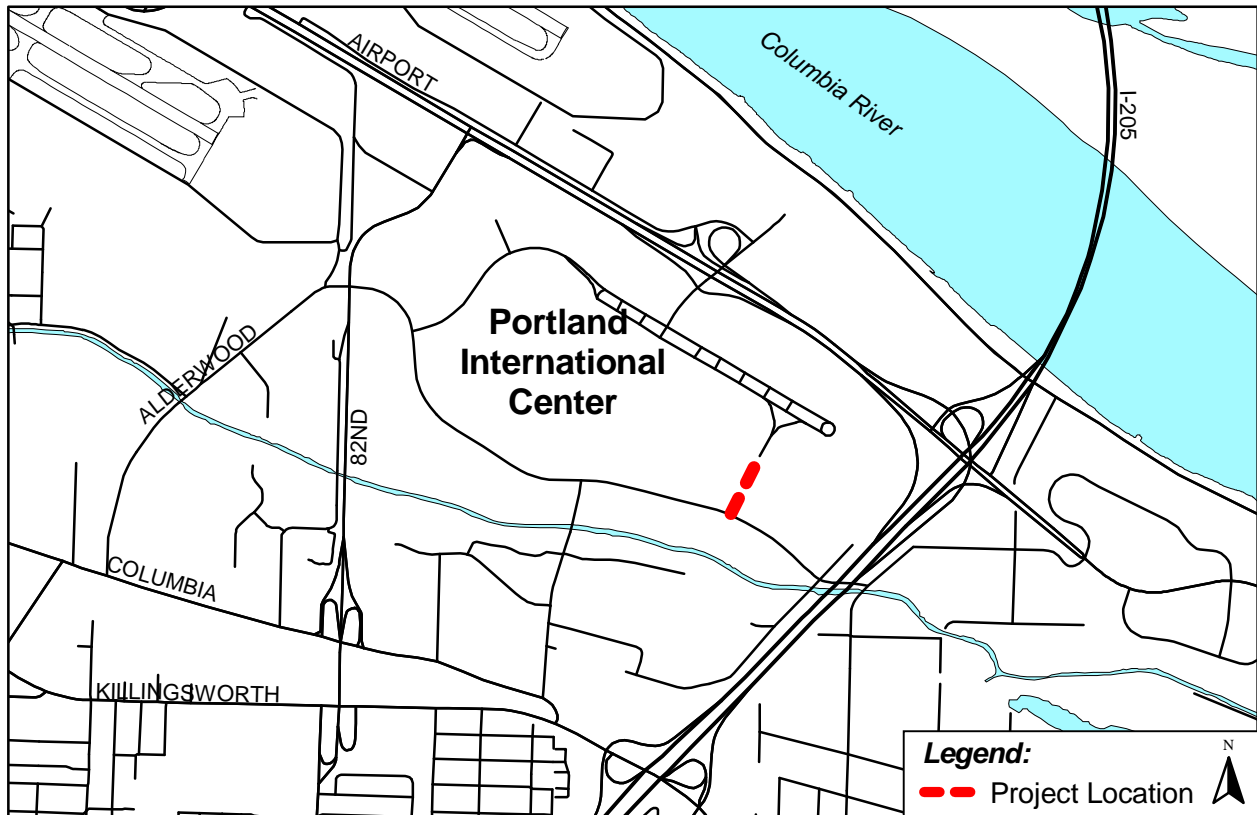 AIRPORT
Columbia River
I-205
Portland
International
Center
ALDERWOOD
82ND
COLUMBIA
KILLINGSWORTH
Legend:
N
Project Location